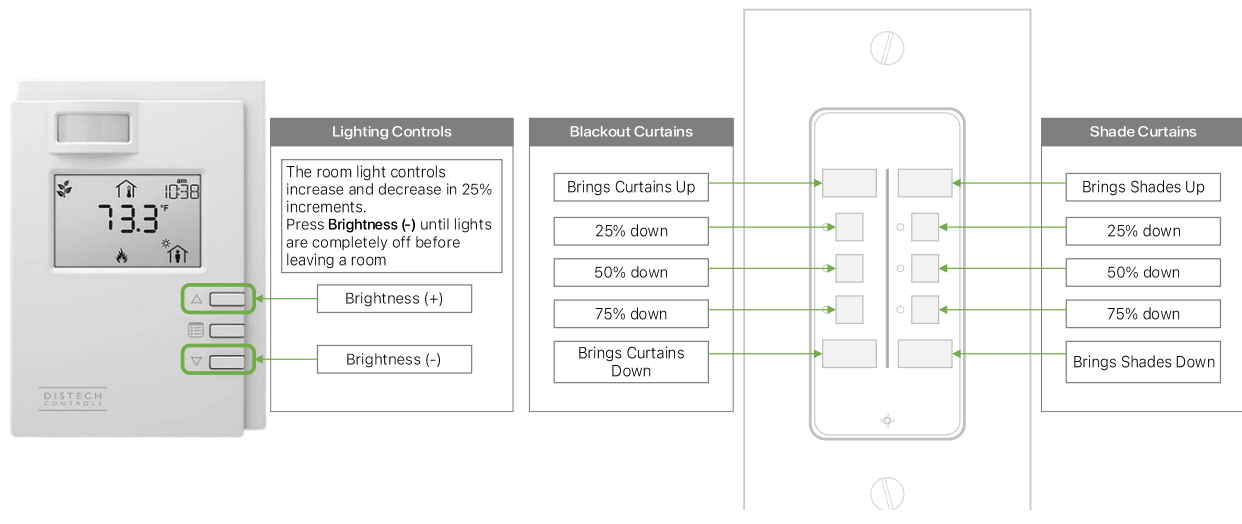 Lighting Controls
The room light controls
increase and decrease in 25%
increments.
Press Brightness (-) until lights
are completely off before
leaving a room
Brightness (+)
Brightness (-)
am
10:38
73.3 °F
DISTECH
CONTROLS
Blackout Curtains
Brings Curtains Up
25% down
50% down
75% down
Brings Curtains
Down
Shade Curtains
Brings Shades Up
25% down
50% down
75% down
Brings Shades Down